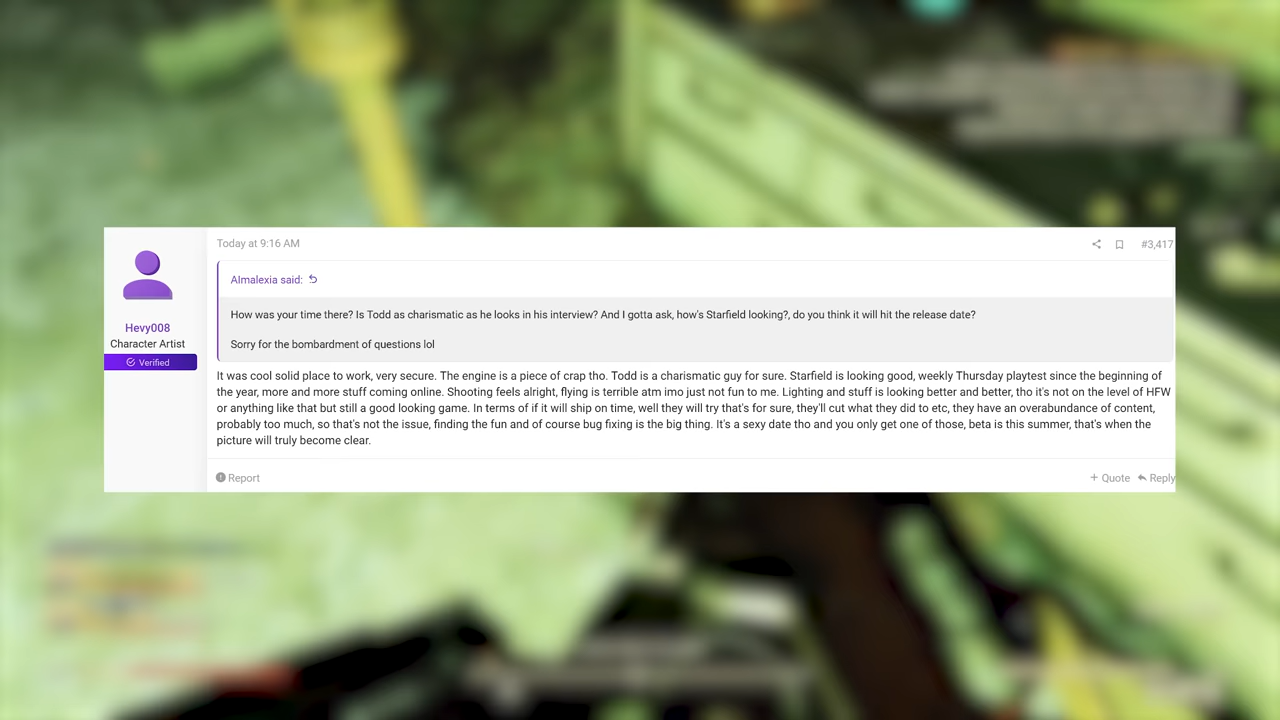 Today at 9:16 AM
#3,417
AImalexia said:
How was your time there? Is Todd as charismatic as he looks in his interview? And I gotta ask, how's Starfield looking?, do you think it will hit the release date?
Sorry for the bombardment of questions lol
Hevy008
Character Artist
Verified
It was cool solid place to work, very secure. The engine is a piece of crap tho. Todd is a charismatic guy for sure. Starfield is looking good, weekly Thursday playtest since the beginning of
the year, more and more stuff coming online. Shooting feels alright, flying is terrible atm imo just not fun to me. Lighting and stuff is looking better and better, tho it's not on the level of HFW
or anything like that but still a good looking game. In terms of if it will ship on time, well they will try that's for sure, they'll cut what they did to etc, they have an overabundance of content,
probably too much, so that's not the issue, finding the fun and of course bug fixing is the big thing. It's a sexy date tho and you only get one of those, beta is this summer, that's when the
picture will truly become clear.
Report
+ Quote
Reply